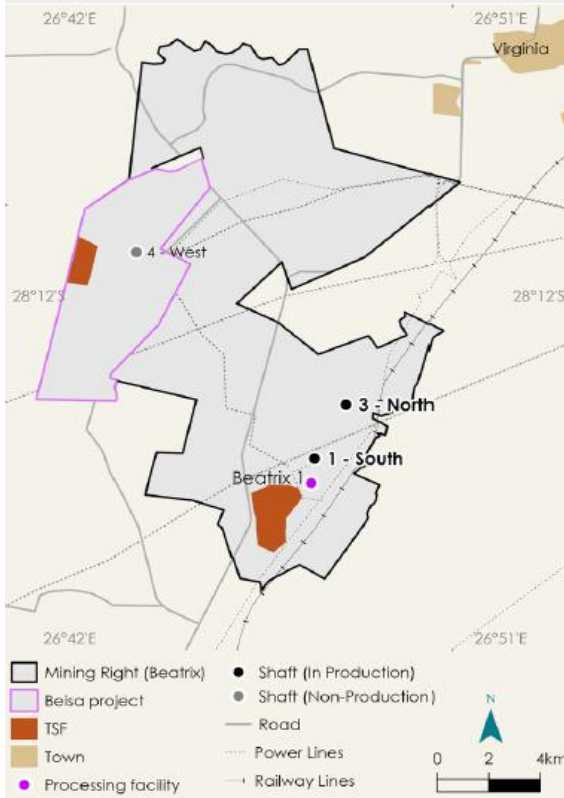 26°42'E 26°51'E
Virginia
4 - West
28°12'S 28°12'S
3 - North
1 - South
Beatrix 1
26°42'E 26°51'E
Mining Right (Beatrix)
Beisa project
TSF
Town
Processing facility
Shaft (In Production)
Shaft (Non-Production)
Road
Power Lines
Railway Lines
N
0 2 4km